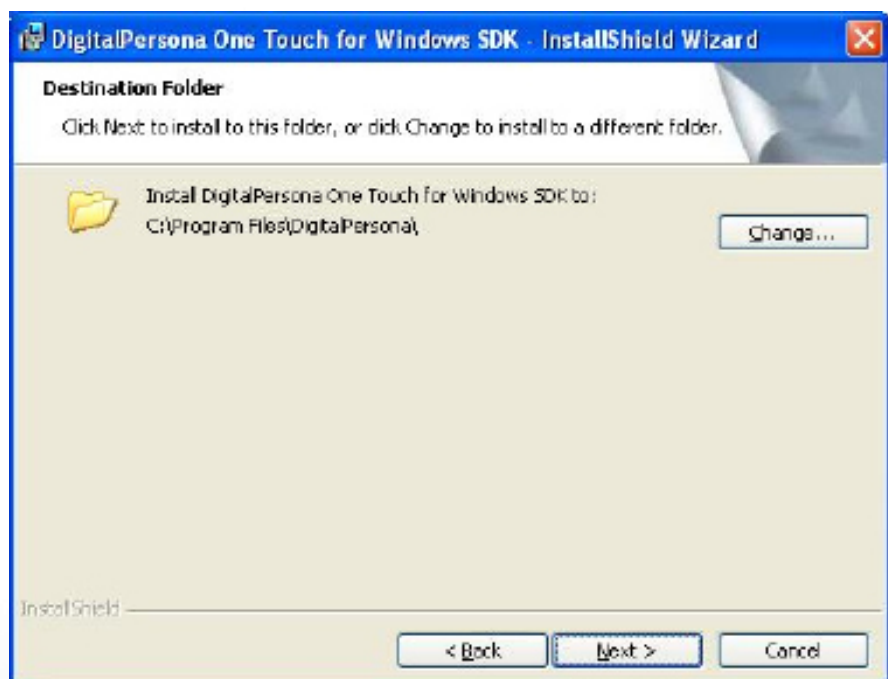 DigitalPersona One Touch for Windows SDK - InstallShield Wizard
Destination Folder
Click Next to install to this folder, or click Change to install to a different folder.
Install DigitalPersona One Touch for Windows SDK to:
C:\Program Files\DigitalPersona\
Change...
InstallShield
< Back
Next >
Cancel